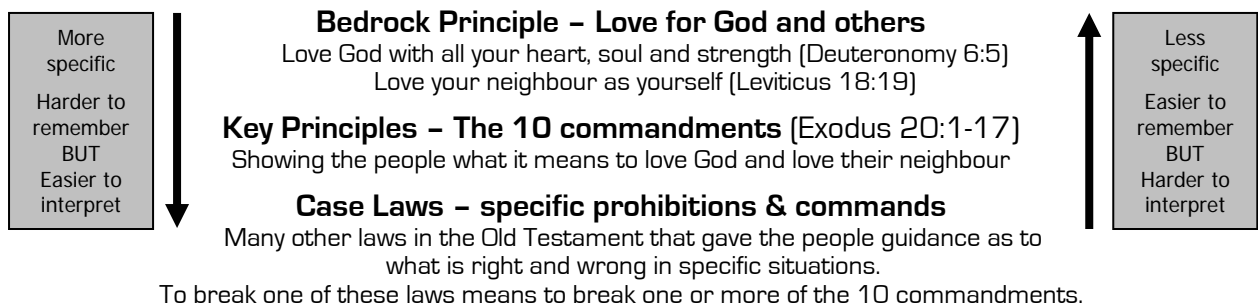 More
specific
Harder to
remember
BUT
Easier to
interpret
Bedrock Principle – Love for God and others
Love God with all your heart, soul and strength (Deuteronomy 6:5)
Love your neighbour as yourself (Leviticus 18:19)
Key Principles – The 10 commandments (Exodus 20:1-17)
Showing the people what it means to love God and love their neighbour
Case Laws – specific prohibitions & commands
Many other laws in the Old Testament that gave the people guidance as to
what is right and wrong in specific situations.
To break one of these laws means to break one or more of the 10 commandments.
Less
specific
Easier to
remember
BUT
Harder to
interpret